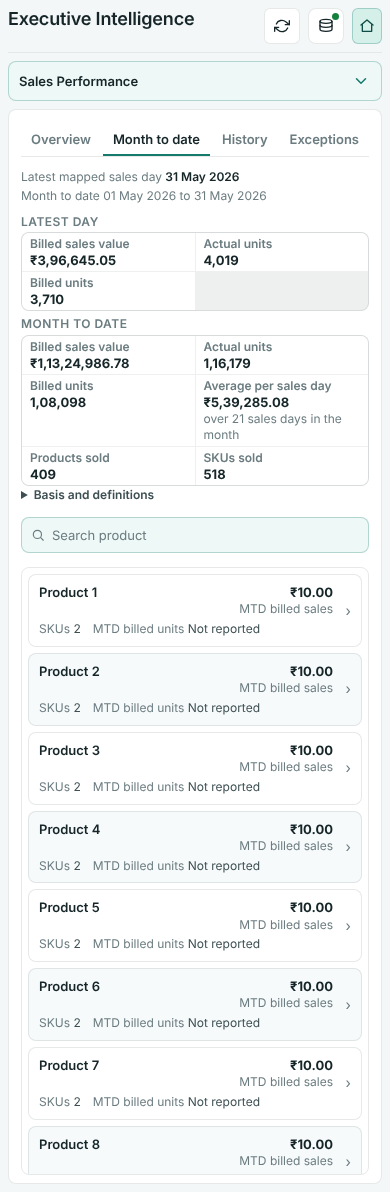 Executive Intelligence
Sales Performance
Overview Month to date History Exceptions
Latest mapped sales day 31 May 2026
Month to date 01 May 2026 to 31 May 2026
LATEST DAY
Billed sales value Actual units
₹3,96,645.05 4,019
Billed units
3,710
MONTH TO DATE
Billed sales value Actual units
₹1,13,24,986.78 1,16,179
Billed units Average per sales day
1,08,098 ₹5,39,285.08
over 21 sales days in the
month
Products sold SKUs sold
409 518
Basis and definitions
Search product
Product 1 ₹10.00
MTD billed sales
SKUs 2 MTD billed units Not reported
Product 2 ₹10.00
MTD billed sales
SKUs 2 MTD billed units Not reported
Product 3 ₹10.00
MTD billed sales
SKUs 2 MTD billed units Not reported
Product 4 ₹10.00
MTD billed sales
SKUs 2 MTD billed units Not reported
Product 5 ₹10.00
MTD billed sales
SKUs 2 MTD billed units Not reported
Product 6 ₹10.00
MTD billed sales
SKUs 2 MTD billed units Not reported
Product 7 ₹10.00
MTD billed sales
SKUs 2 MTD billed units Not reported
Product 8 ₹10.00
MTD billed sales